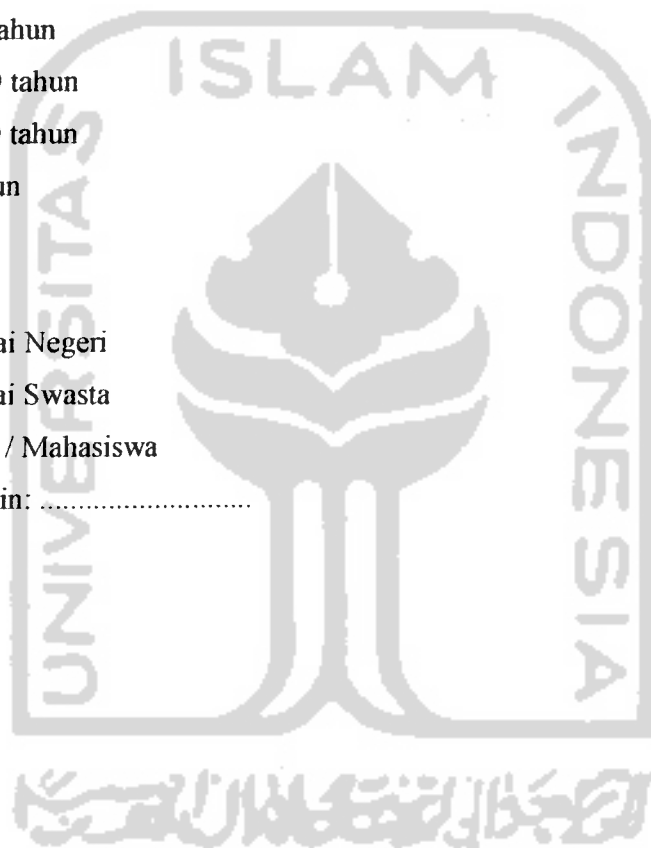 ahun
tahun
tahun
un
ai Negeri
ai Swasta
/ Mahasiswa
in: ............................
UNIVERSITAS ISLAM INDONESIA